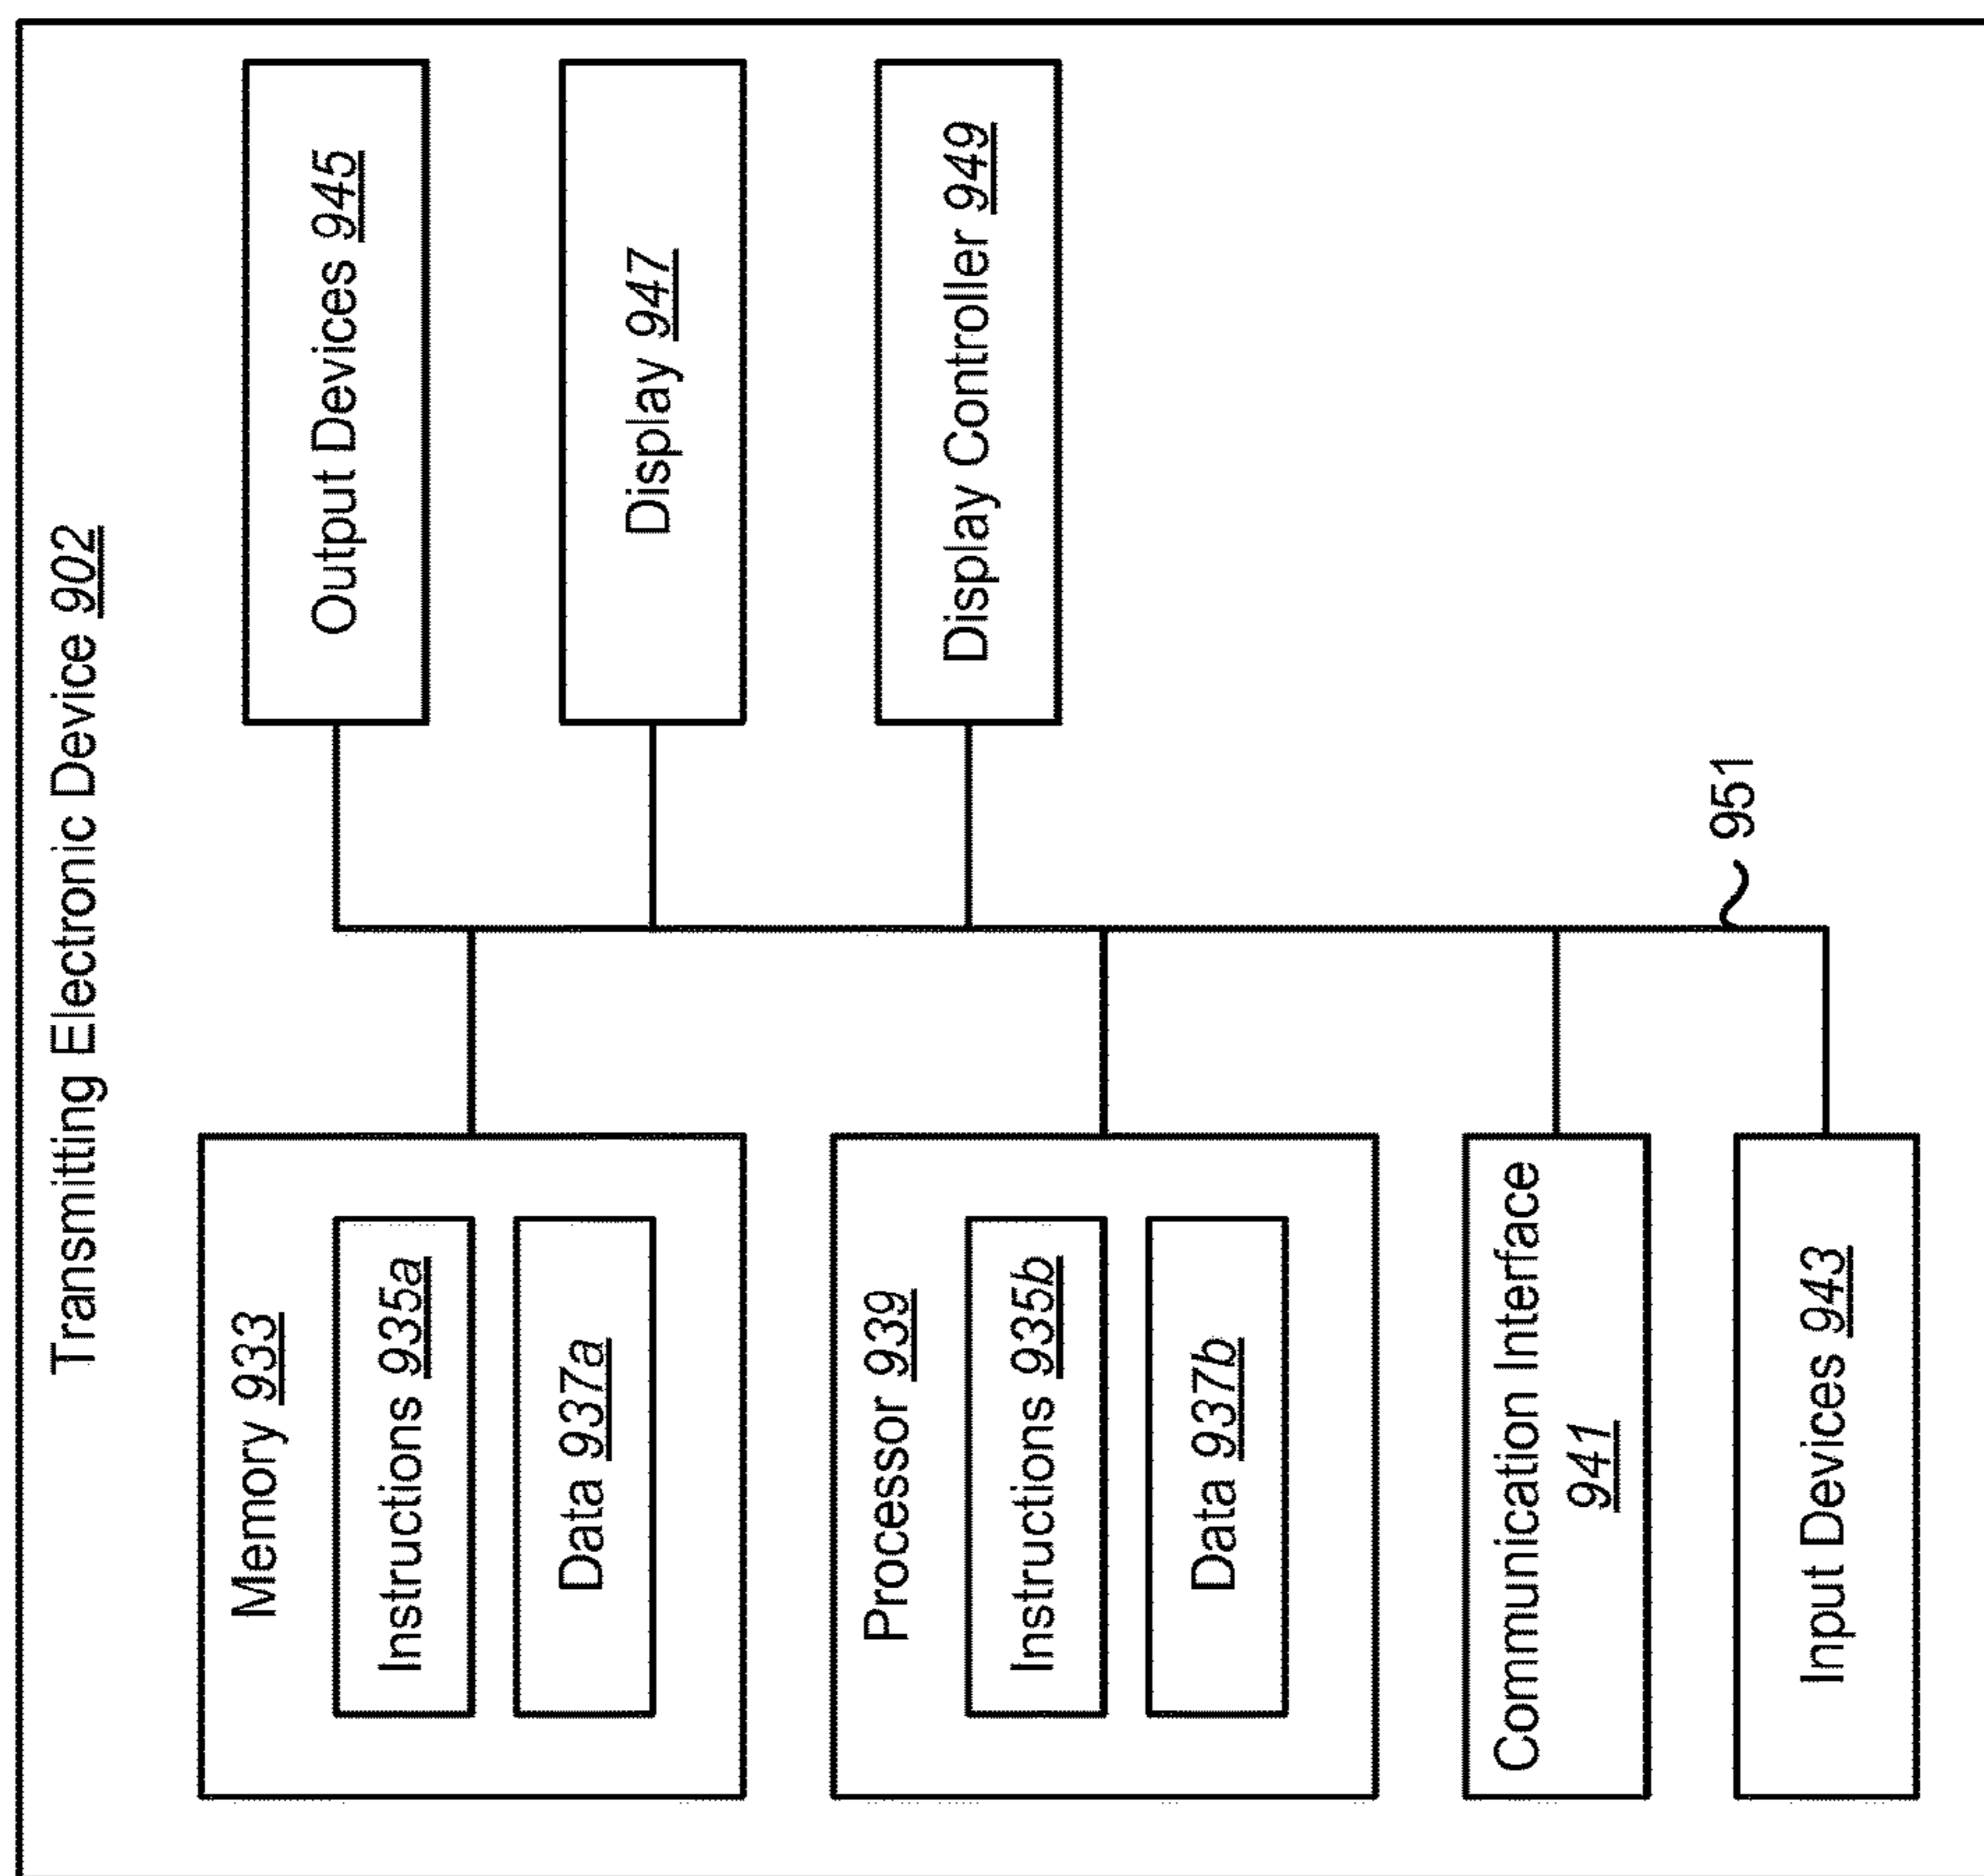 Transmitting Electronic Device 902
Memory 933
Instructions 935a
Data 937a
Processor 939
Instructions 935b
Data 937b
Communication Interface
941
Input Devices 943
Output Devices 945
Display 947
Display Controller 949
951